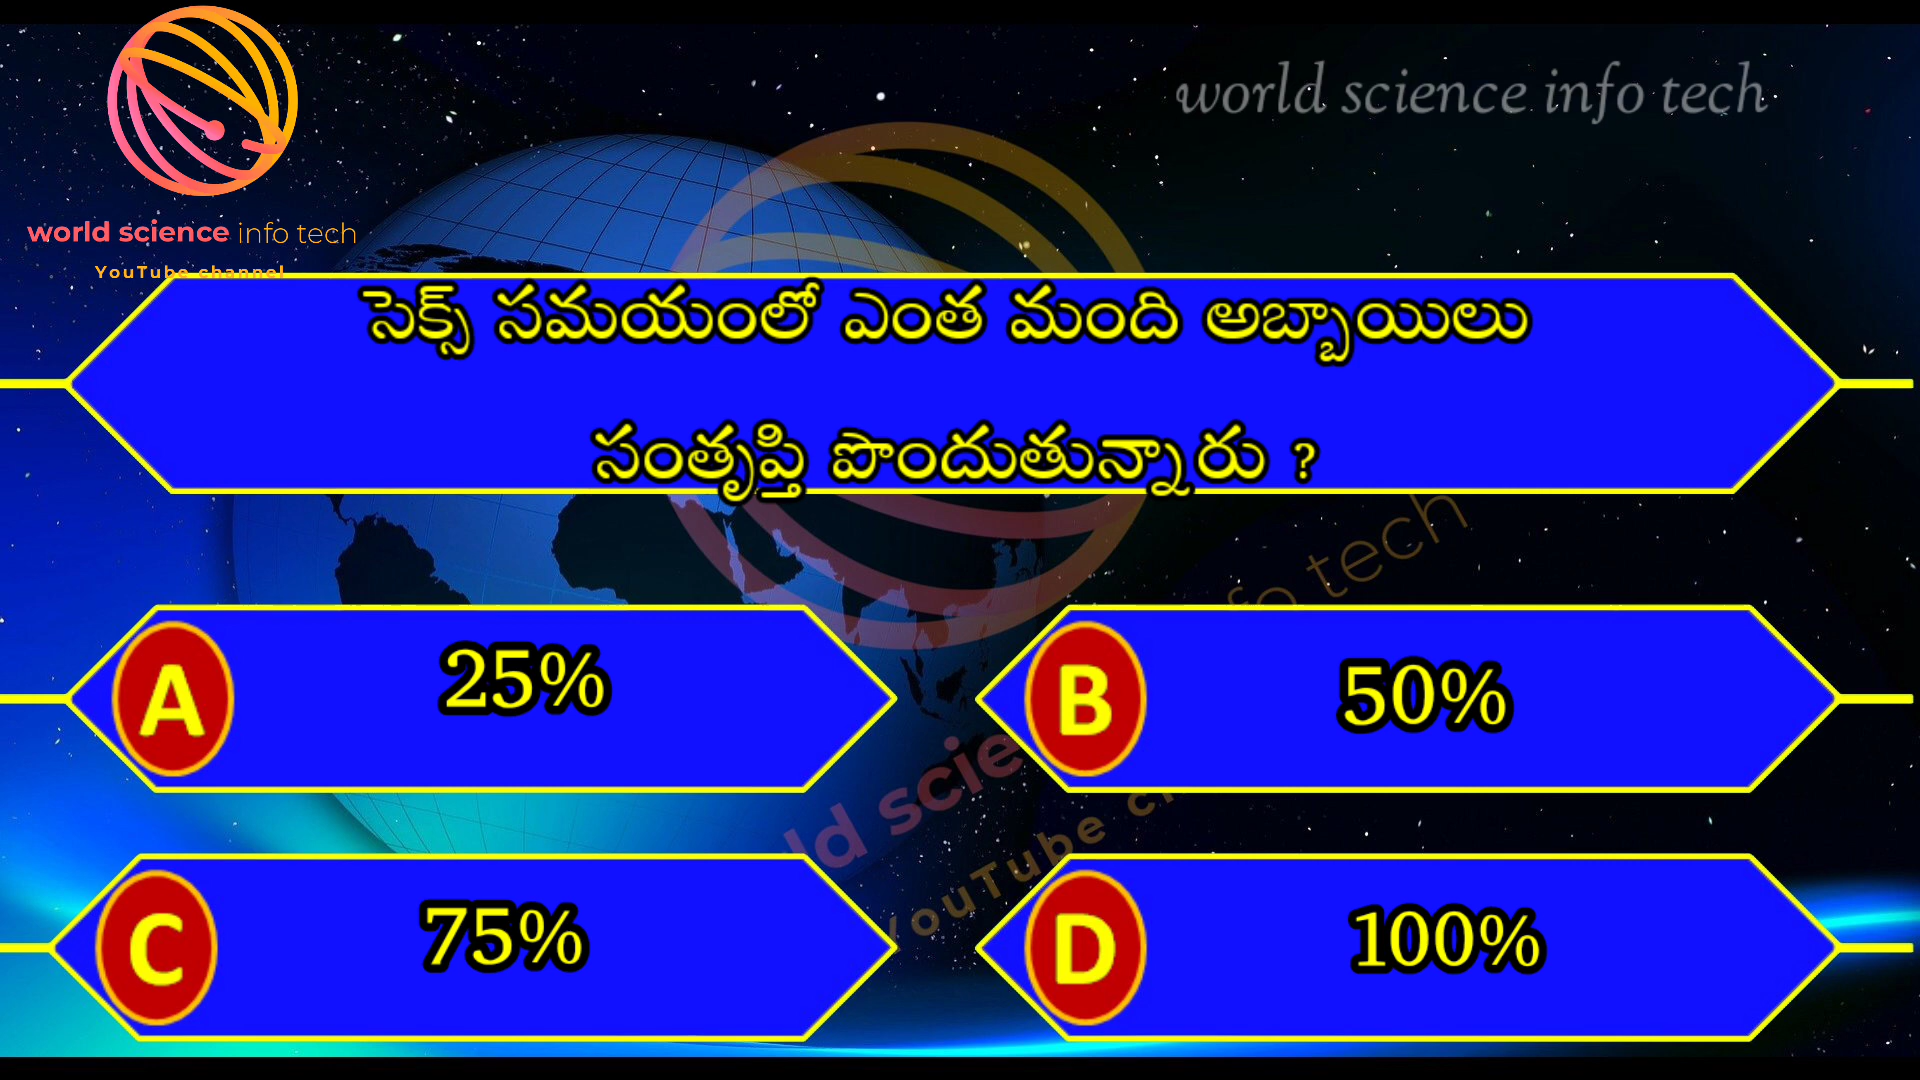 world science info tech
world science info tech
YouTube channel
సెక్స్ సమయంలో ఎంత మంది అబ్బాయిలు
సంతృప్తి పొందుతున్నారు ?
A 25%
B 50%
C 75%
D 100%